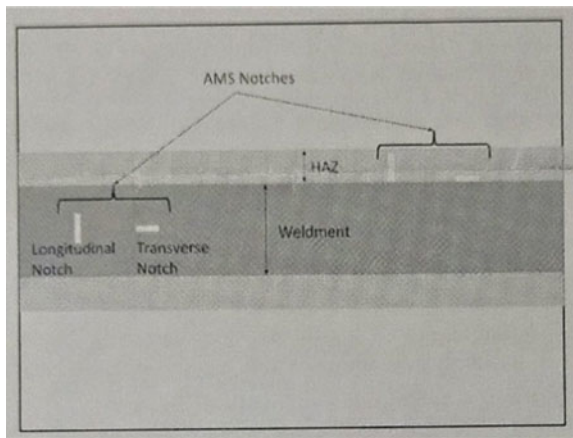 AMS Notches
HAZ
Weldment
Longitudinal Transverse
Notch Notch